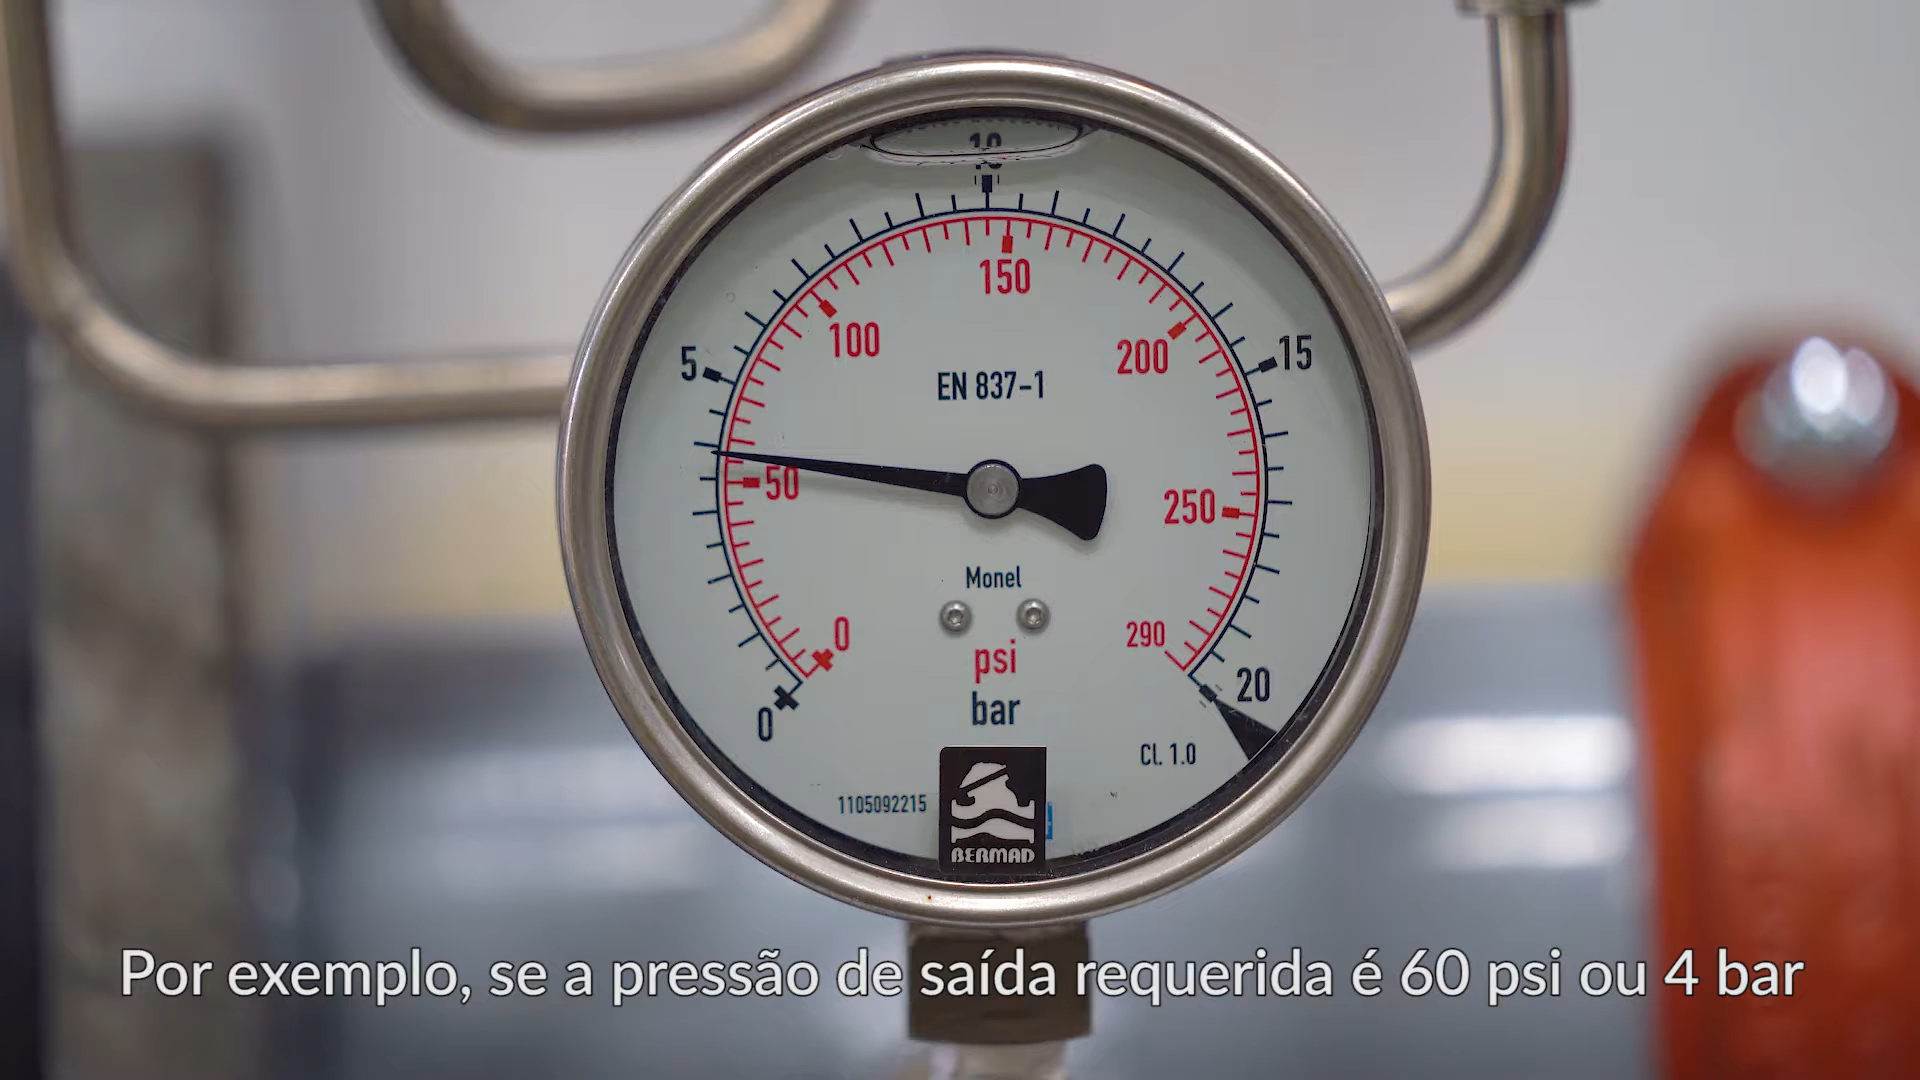 10
150
100
200
5
15
EN 837-1
50
250
Monel
0
290
psi
20
0
bar
Cl. 1.0
1105092215
BERMAD
Por exemplo, se a pressão de saída requerida é 60 psi ou 4 bar